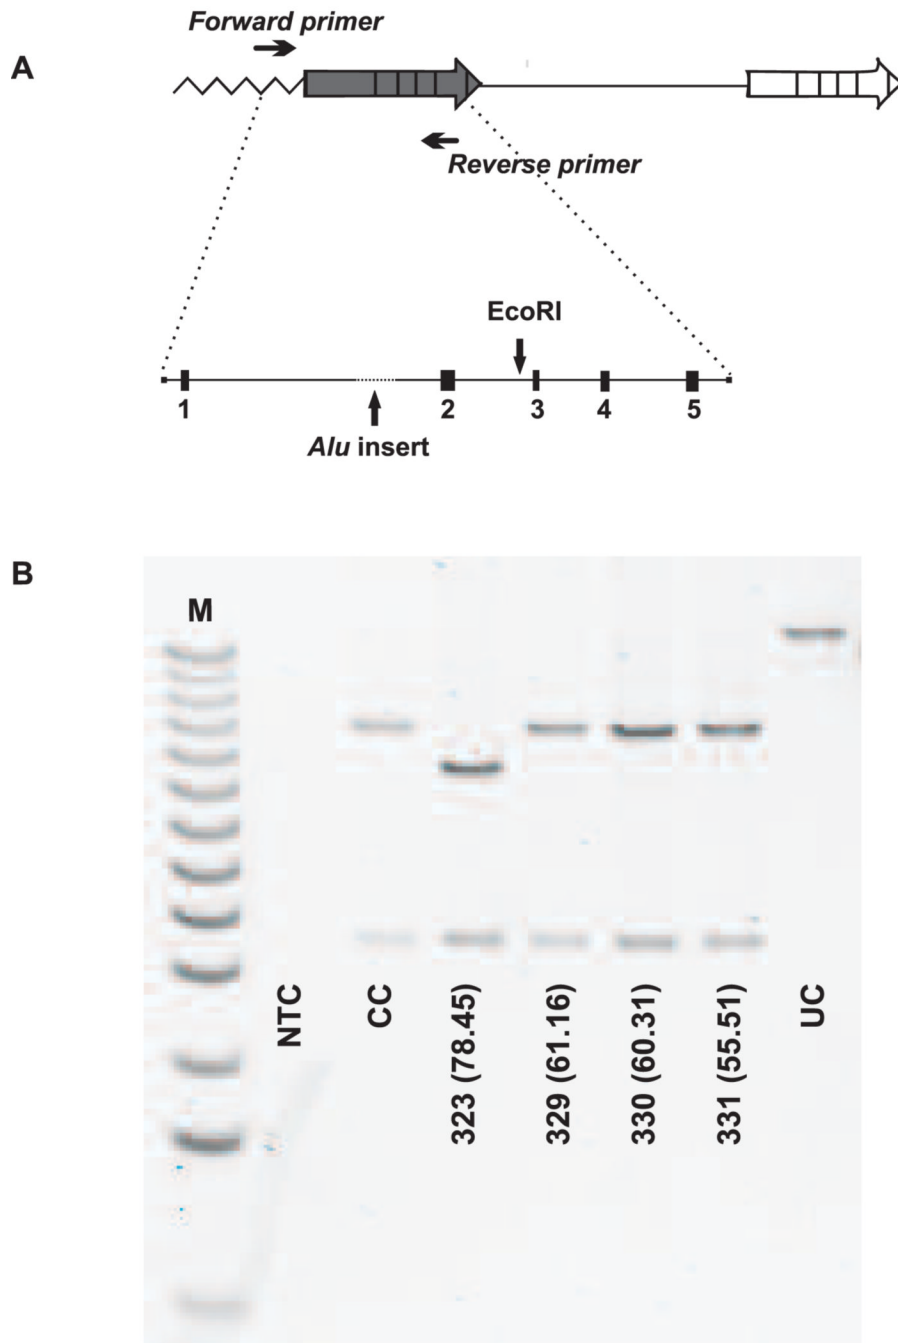 A
Forward primer
Reverse primer
EcoRI
1
2
3
4
5
Alu insert
B
M
NTC
CC
323 (78.45)
329 (61.16)
330 (60.31)
331 (55.51)
UC